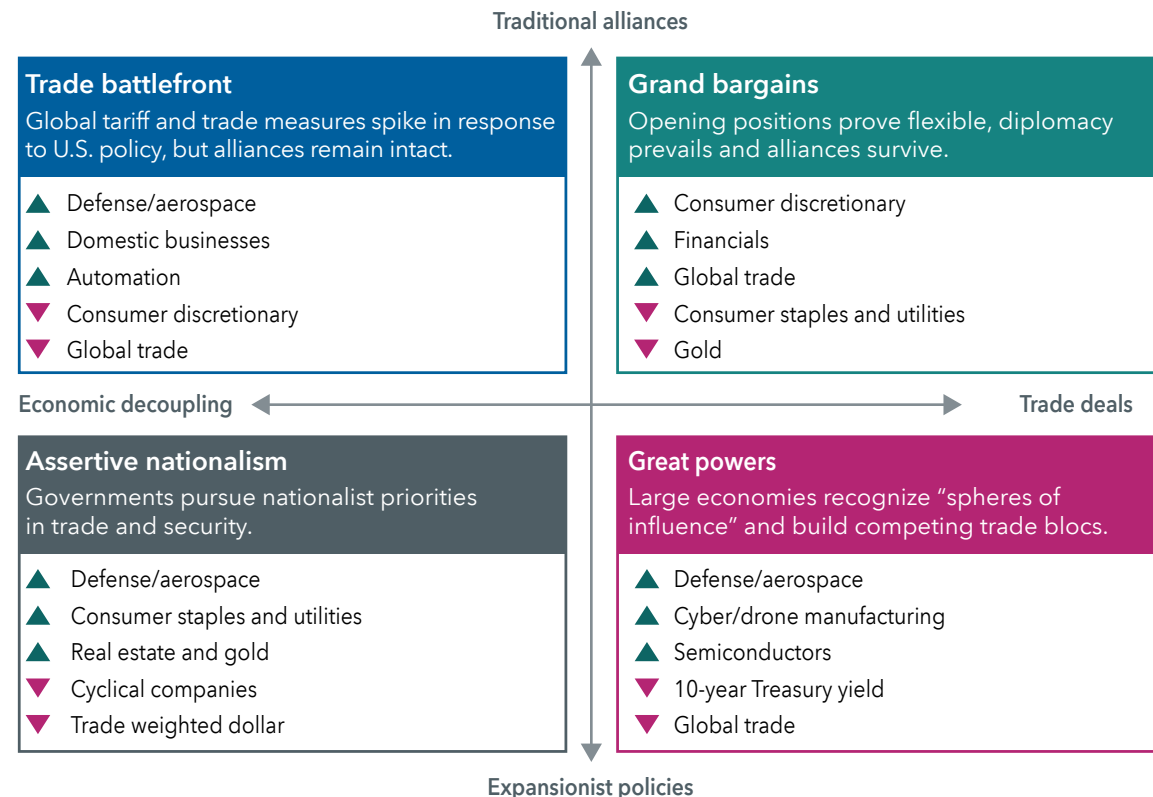 Traditional alliances
Trade battlefront
Global tariff and trade measures spike in response
to U.S. policy, but alliances remain intact.
Defense/aerospace
Domestic businesses
Automation
Consumer discretionary
Global trade
Grand bargains
Opening positions prove flexible, diplomacy
prevails and alliances survive.
Consumer discretionary
Financials
Global trade
Consumer staples and utilities
Gold
Economic decoupling
Trade deals
Assertive nationalism
Governments pursue nationalist priorities
in trade and security.
Defense/aerospace
Consumer staples and utilities
Real estate and gold
Cyclical companies
Trade weighted dollar
Great powers
Large economies recognize “spheres of
influence” and build competing trade blocs.
Defense/aerospace
Cyber/drone manufacturing
Semiconductors
10-year Treasury yield
Global trade
Expansionist policies